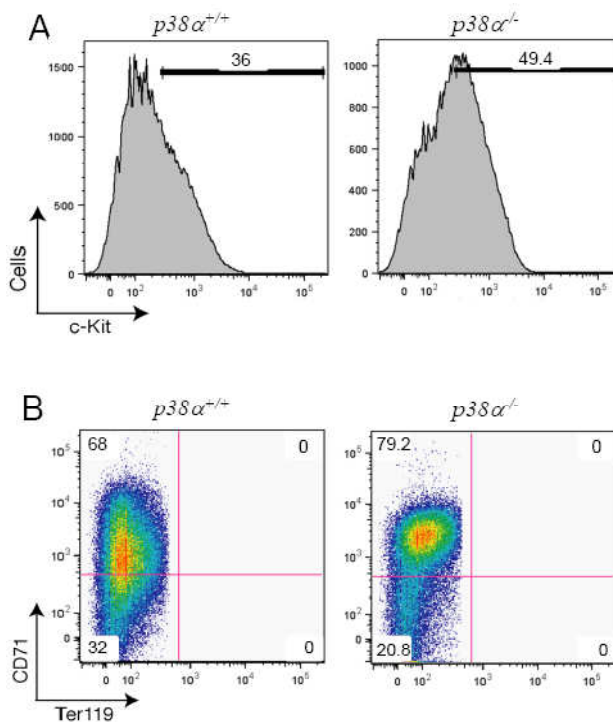 A
p38α+/+
p38α-/-
36
49.4
1500
1000
500
0
1000
800
600
400
200
0
0 10² 10³ 10⁴ 10⁵
0 10² 10³ 10⁴ 10⁵
Cells
c-Kit
B
p38α+/+
p38α-/-
68 0
79.2 0
10⁵
10⁴
10³
10²
0
10⁵
10⁴
10³
10²
0
32 0
20.8 0
0 10² 10³ 10⁴ 10⁵
0 10² 10³ 10⁴ 10⁵
CD71
Ter119